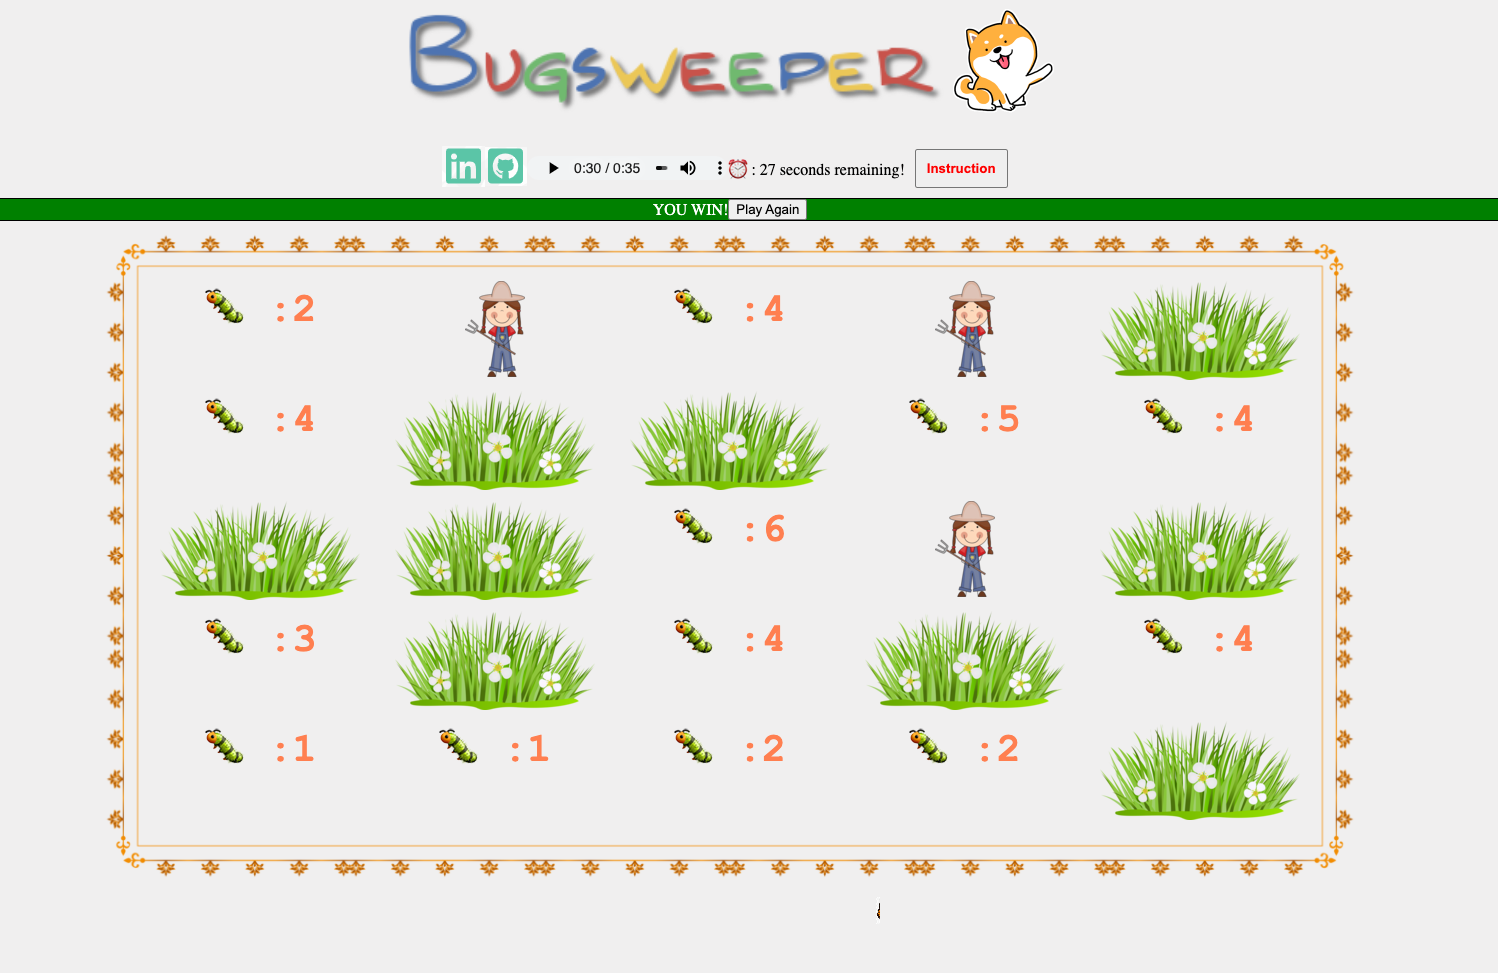 BUGSWEEPER
in
0:30 / 0:35
: 27 seconds remaining!
Instruction
YOU WIN! Play Again
:2 :4
:4 :5 :4
:6
:3 :4 :4
:1 :1 :2 :2